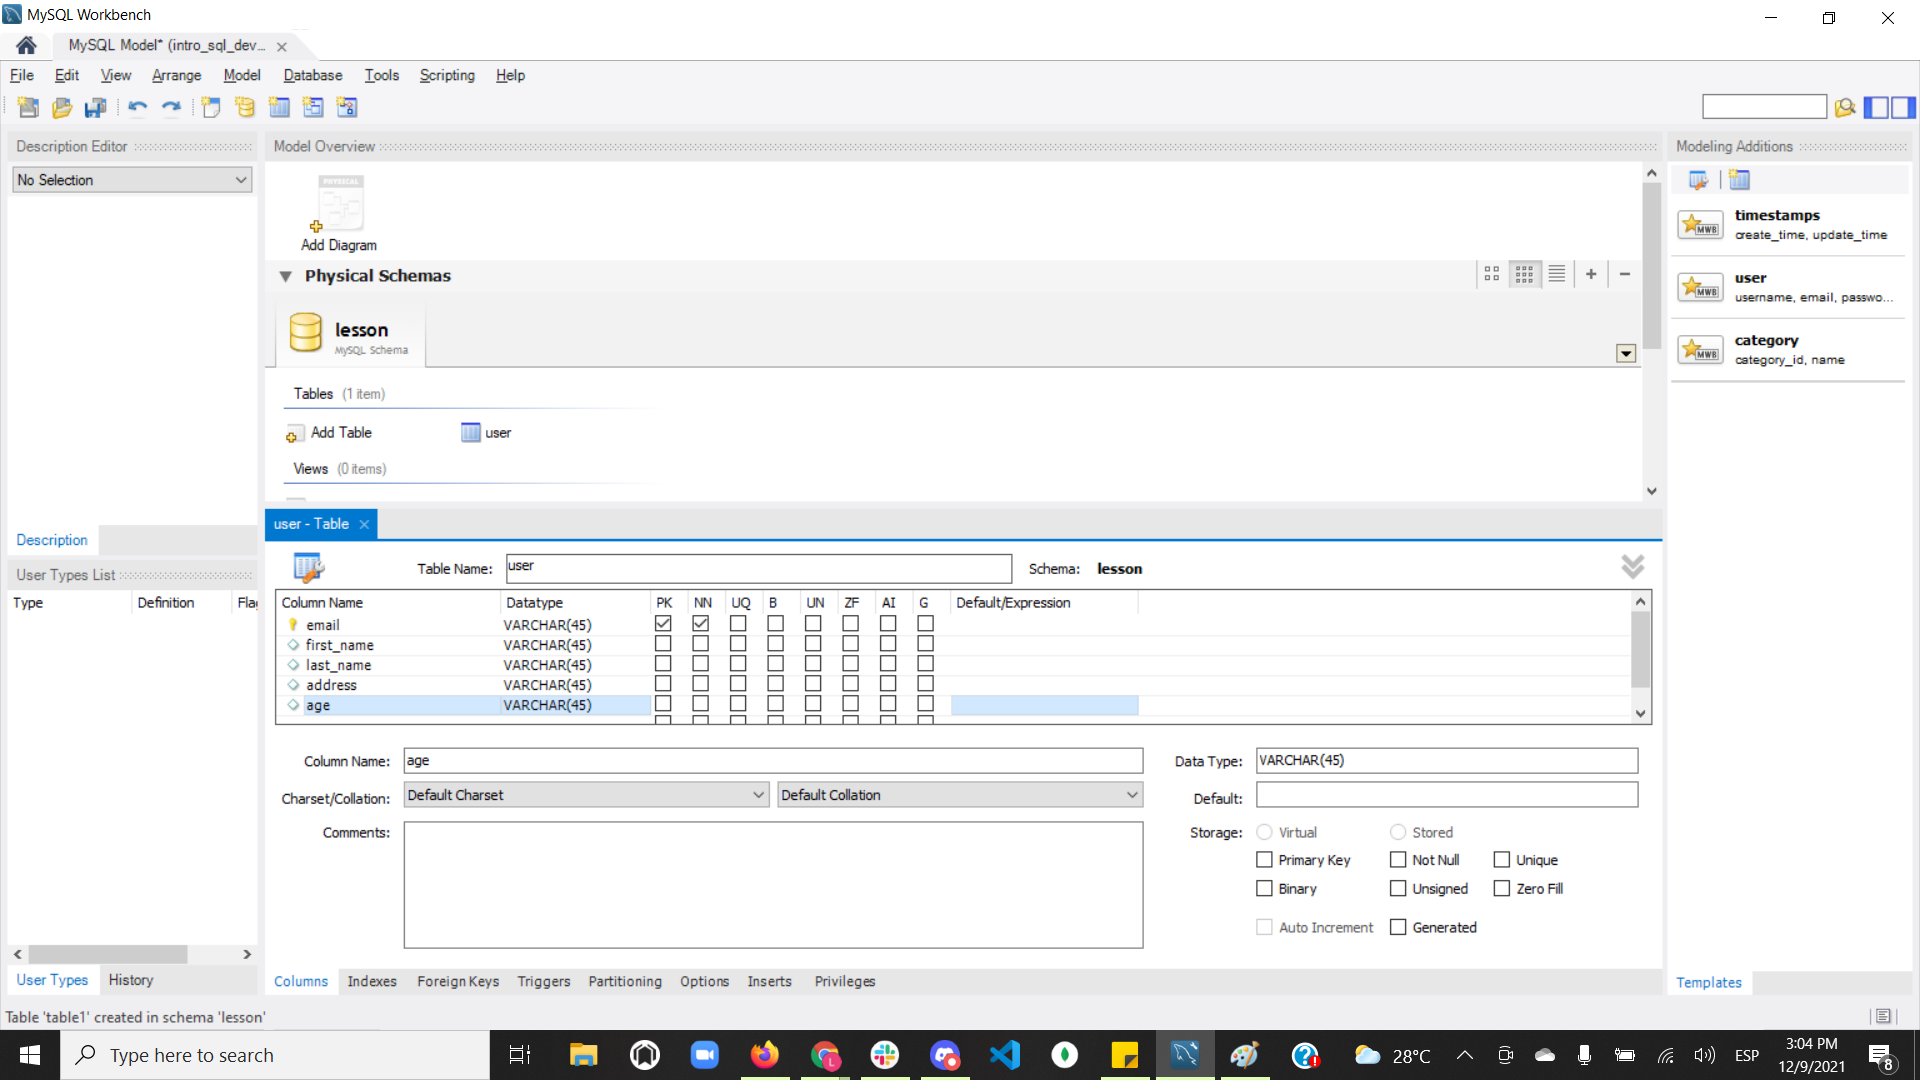 MySQL Workbench
MySQL Model* (intro_sql_dev...
File Edit View Arrange Model Database Tools Scripting Help
Description Editor
No Selection
Description
User Types List
Type Definition Flag
User Types History
Model Overview
PHYSICAL
Add Diagram
Physical Schemas
lesson
MySQL Schema
Tables (1 item)
Add Table user
Views (0 items)
user - Table
Table Name: user Schema: lesson
Column Name Datatype PK NN UQ B UN ZF AI G Default/Expression
email VARCHAR(45)
first_name VARCHAR(45)
last_name VARCHAR(45)
address VARCHAR(45)
age VARCHAR(45)
Column Name: age Data Type: VARCHAR(45)
Charset/Collation: Default Charset Default Collation Default:
Comments: Storage: Virtual Stored
Primary Key Not Null Unique
Binary Unsigned Zero Fill
Auto Increment Generated
Columns Indexes Foreign Keys Triggers Partitioning Options Inserts Privileges
Modeling Additions
MWB
timestamps
create_time, update_time
MWB
user
username, email, passwo...
MWB
category
category_id, name
Templates
Table 'table1' created in schema 'lesson'
Type here to search
L
28°C
ESP
3:04 PM
12/9/2021
8